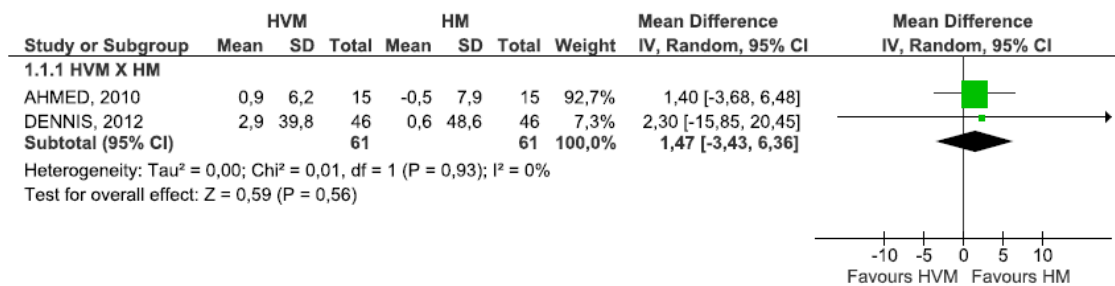 HVM HM Mean Difference Mean Difference
Study or Subgroup Mean SD Total Mean SD Total Weight IV, Random, 95% CI IV, Random, 95% CI
1.1.1 HVM X HM
AHMED, 2010 0,9 6,2 15 -0,5 7,9 15 92,7% 1,40 [-3,68, 6,48]
DENNIS, 2012 2,9 39,8 46 0,6 48,6 46 7,3% 2,30 [-15,85, 20,45]
Subtotal (95% CI) 61 61 100,0% 1,47 [-3,43, 6,36]
Heterogeneity: Tau² = 0,00; Chi² = 0,01, df = 1 (P = 0,93); I² = 0%
Test for overall effect: Z = 0,59 (P = 0,56)
-10 -5 0 5 10
Favours HVM Favours HM